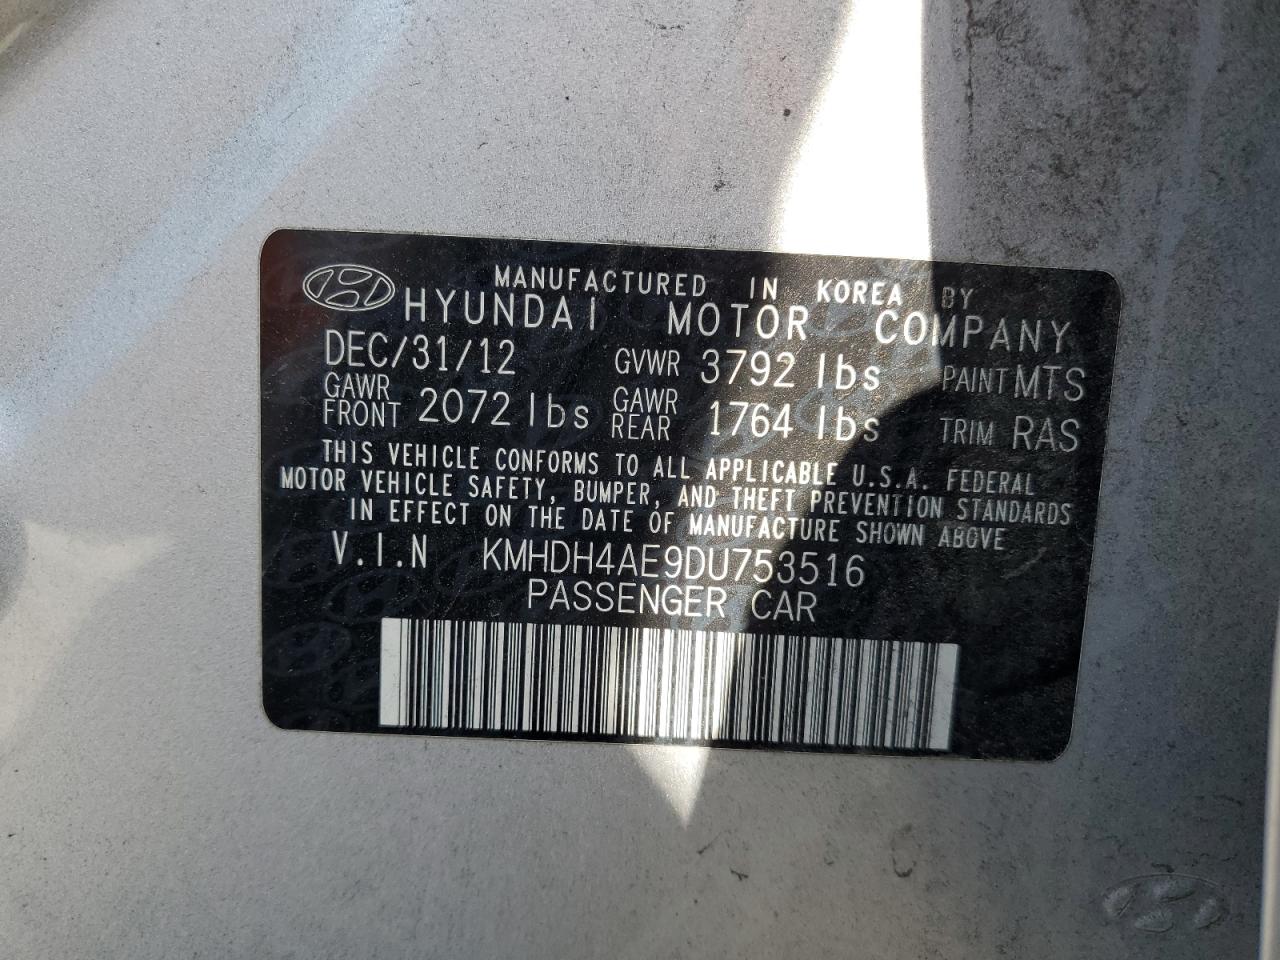 MANUFACTURED IN KOREA BY
HYUNDAI MOTOR COMPANY
DEC/31/12 GVWR 3792 lbs PAINT MTS
GAWR FRONT 2072 lbs GAWR REAR 1764 lbs TRIM RAS
THIS VEHICLE CONFORMS TO ALL APPLICABLE U.S.A. FEDERAL
MOTOR VEHICLE SAFETY, BUMPER, AND THEFT PREVENTION STANDARDS
IN EFFECT ON THE DATE OF MANUFACTURE SHOWN ABOVE
V.I.N KMHDH4AE9DU753516
PASSENGER CAR